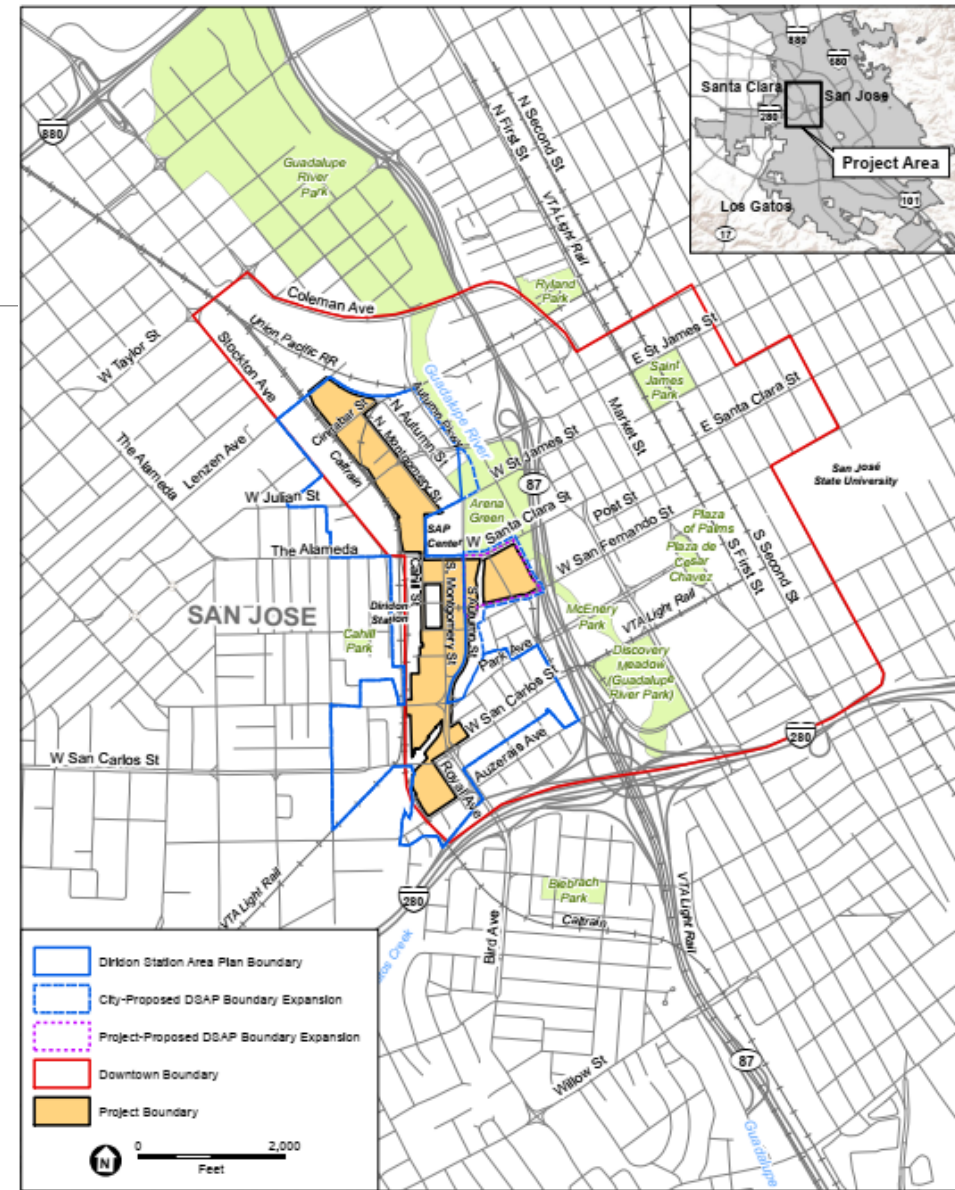 880
680
Santa Clara
San Jose
280
Project Area
101
Los Gatos
17
N Second St
N First St
880
Guadalupe
River
Park
VTA Light Rail
Ryland
Park
Coleman Ave
Union Pacific RR
E St James St
W Taylor St
Stockton Ave
Saint
James
Park
Guadalupe River
Autumn Pkwy
E Santa Clara St
Cinnabar St
N Autumn St
N Montgomery St
Market St
The Alameda
Lenzen Ave
Caltrain
W St James St
San José
State University
87
W Julian St
Arena
Green
Post St
SAP
Center
W Santa Clara St
Plaza
of Palms
W San Fernando St
The Alameda
Plaza de
Cesar
Chavez
S First St
S Second St
Cahill St
S. Montgomery St
S Autumn St
Diridon
Station
SAN JOSE
McEnery
Park
VTA Light Rail
Cahill
Park
Park Ave
Discovery
Meadow
(Guadalupe
River Park)
W San Carlos St
280
W San Carlos St
Auzerais Ave
Royal Ave
VTA Light Rail
280
Biebrach
Park
VTA Light Rail
Caltrain
Bird Ave
Creek
87
Willow St
Guadalupe
Diridon Station Area Plan Boundary
City-Proposed DSAP Boundary Expansion
Project-Proposed DSAP Boundary Expansion
Downtown Boundary
Project Boundary
N
0
2,000
Feet